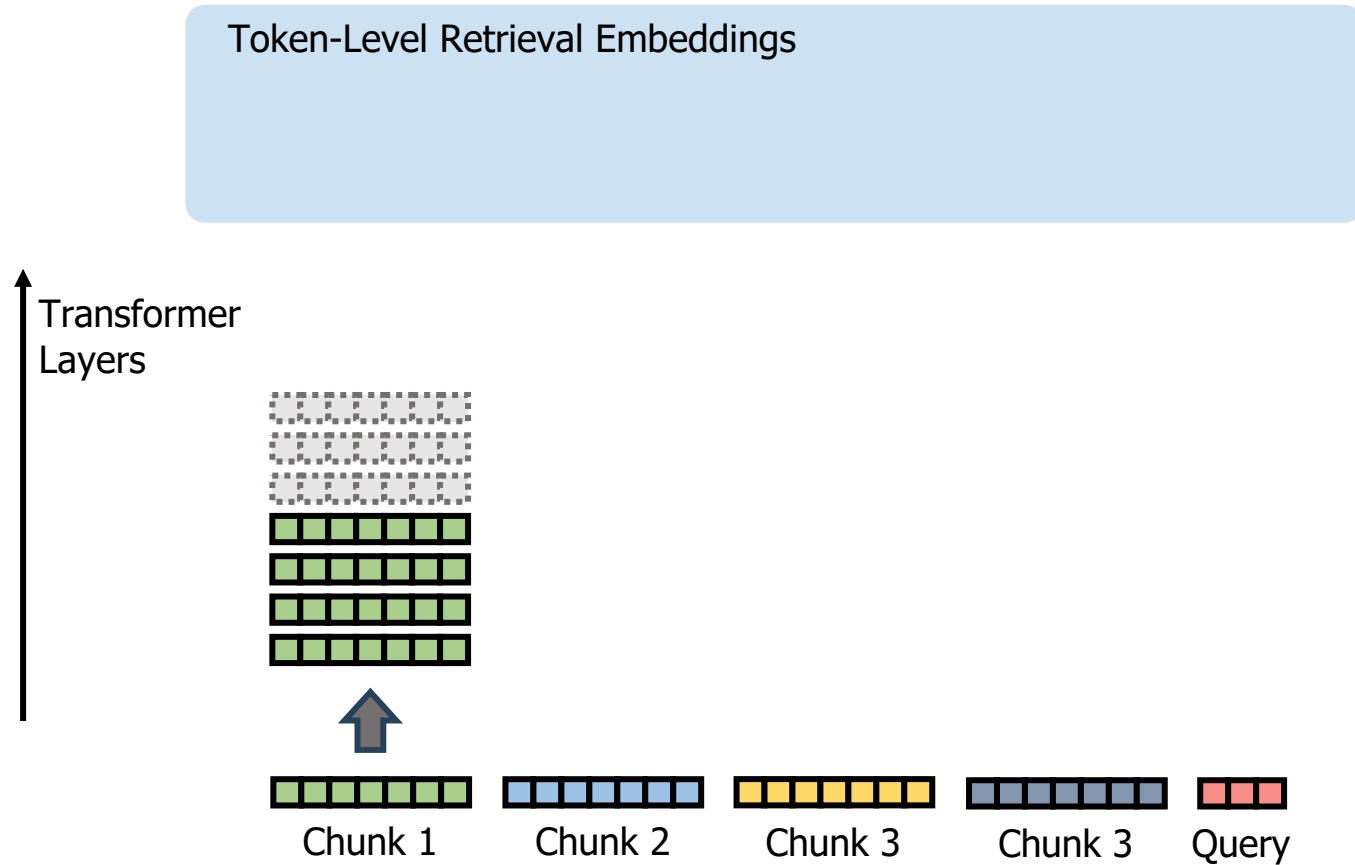 Token-Level Retrieval Embeddings
Transformer
Layers
Chunk 1
Chunk 2
Chunk 3
Chunk 3
Query